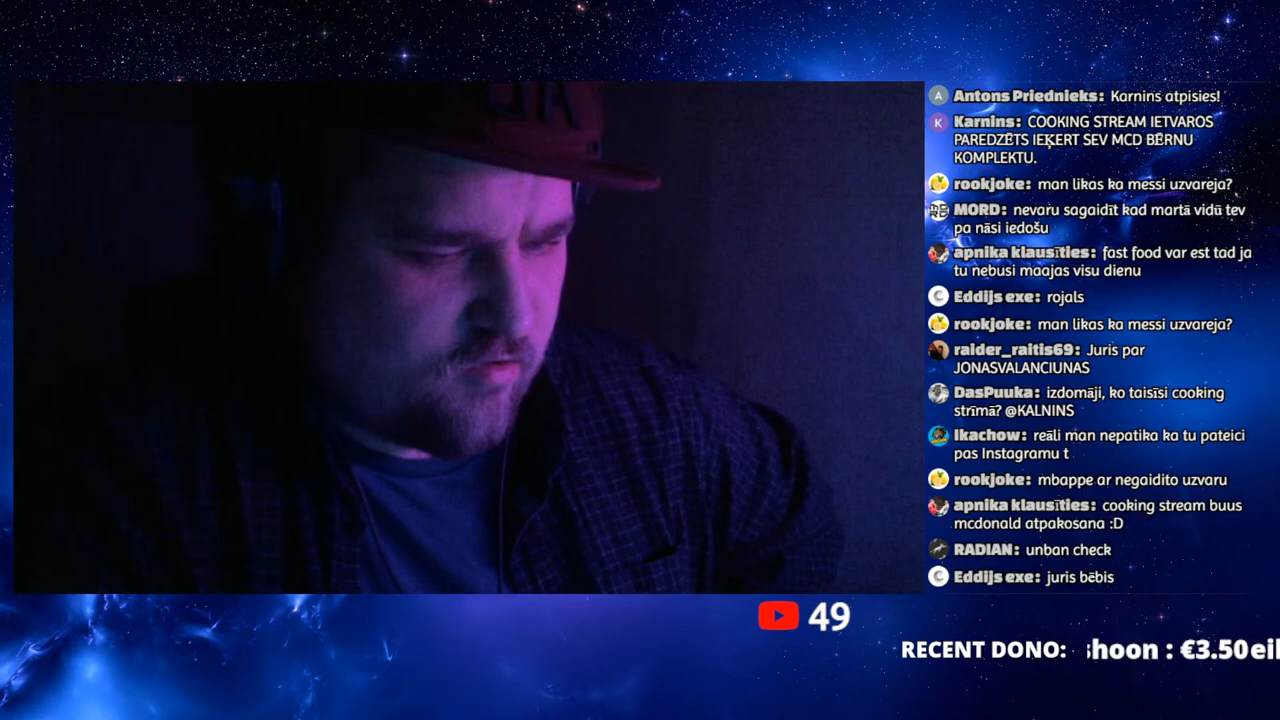 Antons Priednieks: Karnins atpisies!
Karnins: COOKING STREAM IETVAROS
PAREDZĒTS IEĶERT SEV MCD BĒRNU
KOMPLEKTU.
rookjoke: man likas ka messi uzvareja?
MORD: nevaru sagaidīt kad martā vidū tev
pa nāsi iedošu
apnika klausīties: fast food var est tad ja
tu nebusi maajas visu dienu
Eddijs exe: rojals
rookjoke: man likas ka messi uzvareja?
raider_raitis69: Juris par
JONASVALANCIUNAS
DasPuuka: izdomāji, ko taisīsi cooking
strīmā? @KALNINS
Ikachow: reāli man nepatika ka tu pateici
pas Instagramu t
rookjoke: mbappe ar negaidito uzvaru
apnika klausīties: cooking stream buus
mcdonald atpakosana :D
RADIAN: unban check
Eddijs exe: juris bēbis
49
RECENT DONO: shoon : €3.50